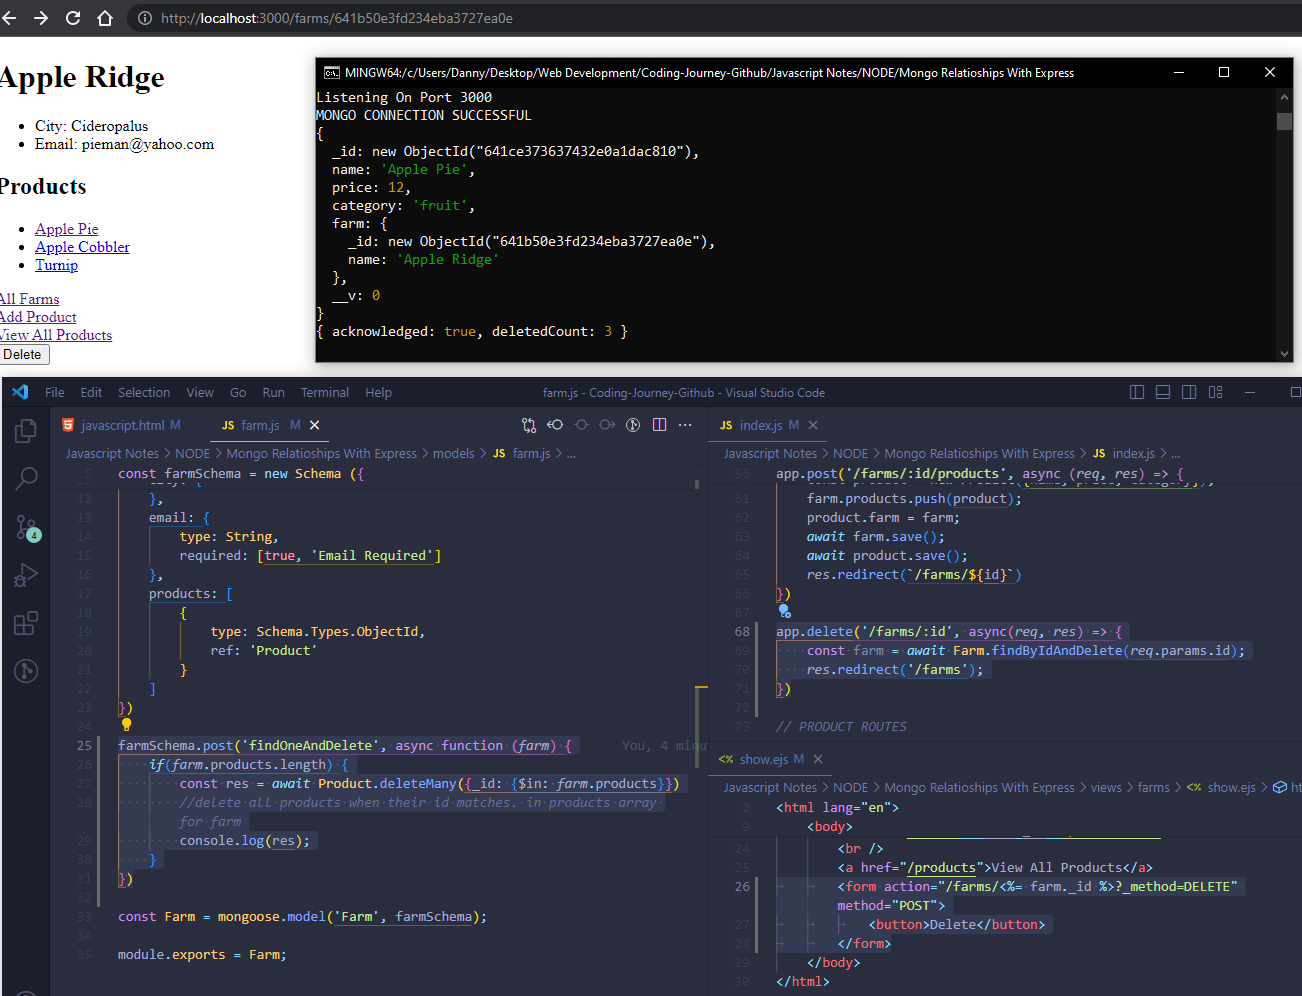 http://localhost:3000/farms/641b50e3fd234eba3727ea0e
Apple Ridge
City: Cideropalus
Email: pieman@yahoo.com
Products
Apple Pie
Apple Cobbler
Turnip
All Farms
Add Product
View All Products
Delete
MINGW64:/c/Users/Danny/Desktop/Web Development/Coding-Journey-Github/Javascript Notes/NODE/Mongo Relatioships With Express
Listening On Port 3000
MONGO CONNECTION SUCCESSFUL
{
_id: new ObjectId("641ce373637432e0a1dac810"),
name: 'Apple Pie',
price: 12,
category: 'fruit',
farm: {
_id: new ObjectId("641b50e3fd234eba3727ea0e"),
name: 'Apple Ridge'
},
__v: 0
}
{ acknowledged: true, deletedCount: 3 }
File Edit Selection View Go Run Terminal Help
farm.js - Coding-Journey-Github - Visual Studio Code
4
javascript.html M
JS farm.js M
Javascript Notes > NODE > Mongo Relatioships With Express > models > JS farm.js > ...
5 const farmSchema = new Schema ({
12 },
13 email: {
14 type: String,
15 required: [true, 'Email Required']
16 },
17 products: [
18 {
19 type: Schema.Types.ObjectId,
20 ref: 'Product'
21 }
22 ]
23 })
24
25 farmSchema.post('findOneAndDelete', async function (farm) { You, 4 minu
26 if(farm.products.length) {
27 const res = await Product.deleteMany({_id: {$in: farm.products}})
28 //delete all products when their id matches. in products array
for farm
29 console.log(res);
30 }
31 })
32
33 const Farm = mongoose.model('Farm', farmSchema);
34
35 module.exports = Farm;
JS index.js M
Javascript Notes > NODE > Mongo Relatioships With Express > JS index.js > ...
56 app.post('/farms/:id/products', async (req, res) => {
61 farm.products.push(product);
62 product.farm = farm;
63 await farm.save();
64 await product.save();
65 res.redirect(`/farms/${id}`)
66 })
67
68 app.delete('/farms/:id', async(req, res) => {
69 const farm = await Farm.findByIdAndDelete(req.params.id);
70 res.redirect('/farms');
71 })
72
73 // PRODUCT ROUTES
<% show.ejs M
Javascript Notes > NODE > Mongo Relatioships With Express > views > farms > <% show.ejs > ht
2 <html lang="en">
9 <body>
24 <br />
25 <a href="/products">View All Products</a>
26 <form action="/farms/<%= farm._id %>?_method=DELETE"
method="POST">
27 <button>Delete</button>
28 </form>
29 </body>
30 </html>